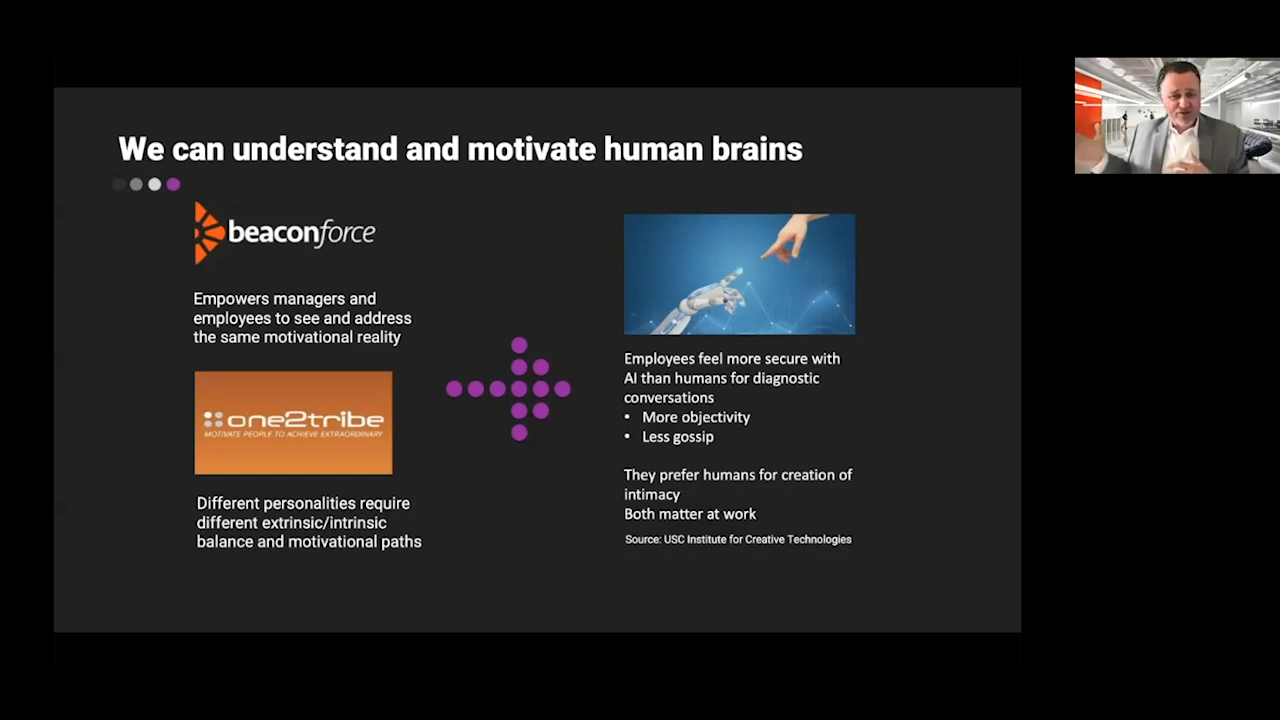 We can understand and motivate human brains
beaconforce
Empowers managers and
employees to see and address
the same motivational reality
one2tribe
MOTIVATE PEOPLE TO ACHIEVE EXTRAORDINARY
Different personalities require
different extrinsic/intrinsic
balance and motivational paths
Employees feel more secure with
AI than humans for diagnostic
conversations
• More objectivity
• Less gossip
They prefer humans for creation of
intimacy
Both matter at work
Source: USC Institute for Creative Technologies